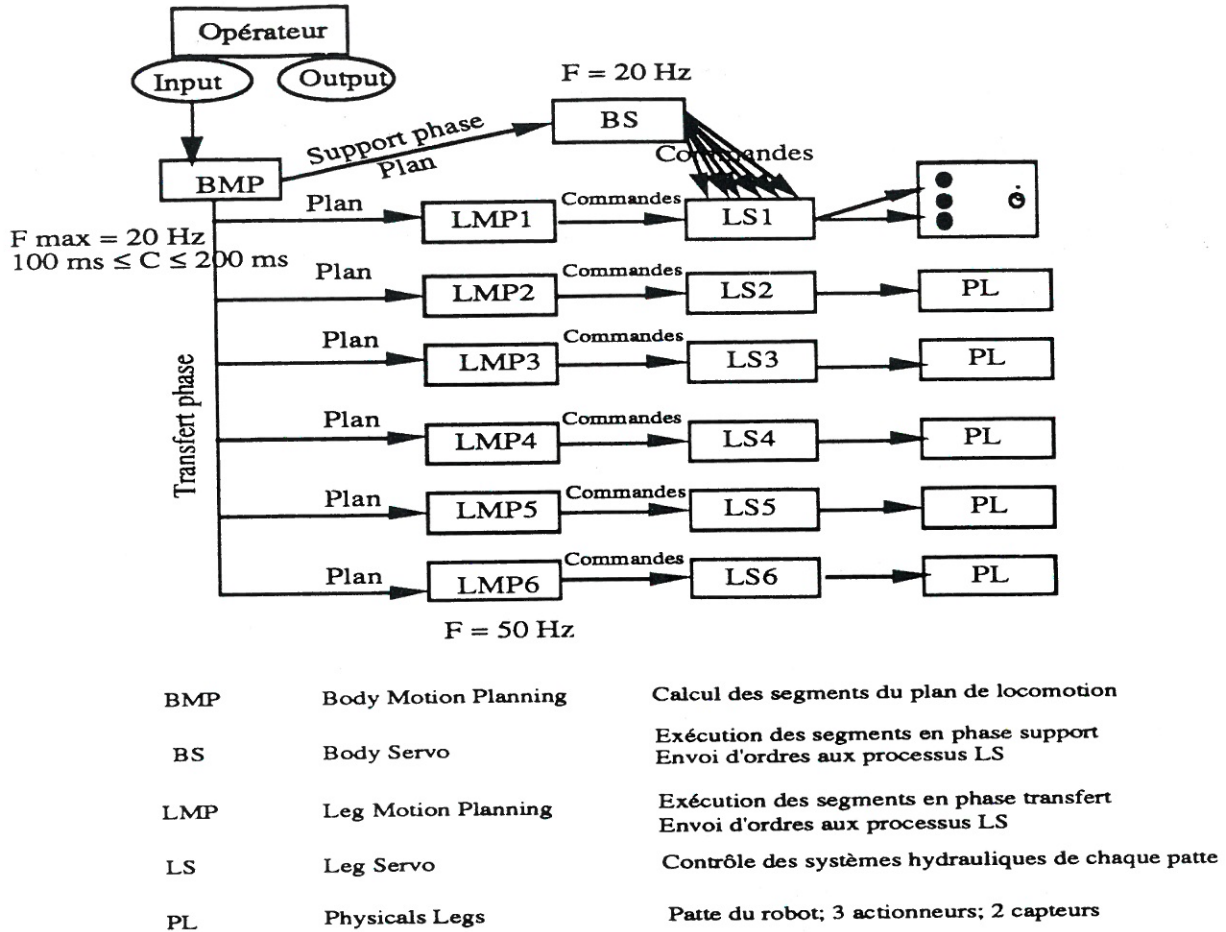 Opérateur
Input
Output
F = 20 Hz
BS
Support phase
Plan
Commandes
BMP
Plan
LMP1
Commandes
LS1
F max = 20 Hz
100 ms ≤ C ≤ 200 ms
Plan
LMP2
Commandes
LS2
PL
Plan
LMP3
Commandes
LS3
PL
Transfert phase
Plan
LMP4
Commandes
LS4
PL
Plan
LMP5
Commandes
LS5
PL
Plan
LMP6
Commandes
LS6
PL
F = 50 Hz
BMP Body Motion Planning Calcul des segments du plan de locomotion
BS Body Servo Exécution des segments en phase support
Envoi d'ordres aux processus LS
LMP Leg Motion Planning Exécution des segments en phase transfert
Envoi d'ordres aux processus LS
LS Leg Servo Contrôle des systèmes hydrauliques de chaque patte
PL Physicals Legs Patte du robot; 3 actionneurs; 2 capteurs